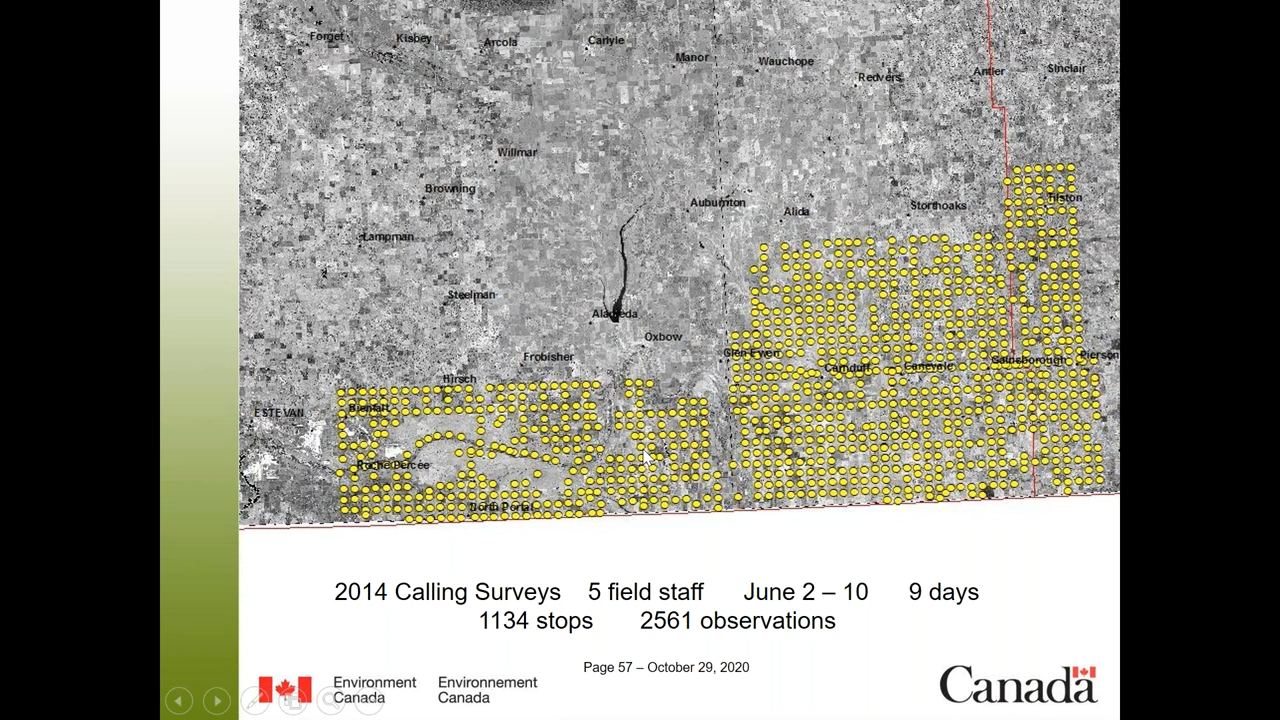 Forget
Kisbey
Arcola
Carlyle
Manor
Wauchope
Redvers
Antler
Sinclair
Willmar
Browning
Auburnton
Alida
Storthoaks
Tilston
Lampman
Steelman
Alameda
Oxbow
Frobisher
Glen Ewen
Carnduff
Carievale
Gainsborough
Pierson
Hirsch
ESTEVAN
Bienfait
Roche Percee
North Portal
2014 Calling Surveys 5 field staff June 2 – 10 9 days
1134 stops 2561 observations
Page 57 – October 29, 2020
Environment Environnement
Canada Canada
Canada